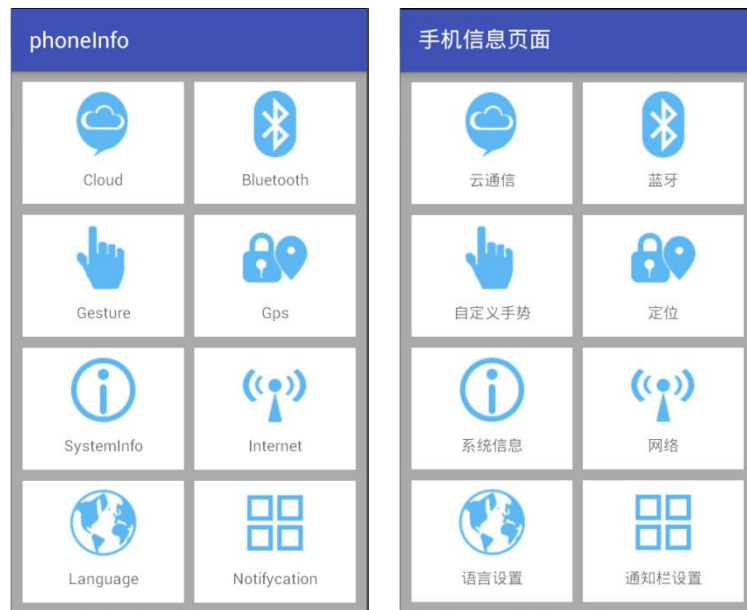 phoneInfo
Cloud
Bluetooth
Gesture
Gps
SystemInfo
Internet
Language
Notifycation
手机信息页面
云通信
蓝牙
自定义手势
定位
系统信息
网络
语言设置
通知栏设置